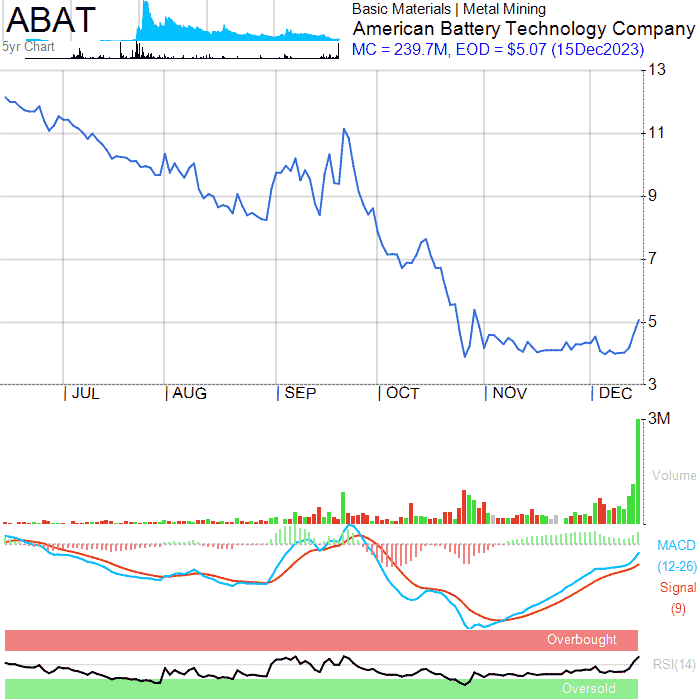 ABAT
5yr Chart
Basic Materials | Metal Mining
American Battery Technology Company
MC = 239.7M, EOD = $5.07 (15Dec2023)
13
11
9
7
5
3
| JUL | AUG | SEP | OCT | NOV | DEC
3M
Volume
MACD
(12-26)
Signal
(9)
Overbought
RSI(14)
Oversold